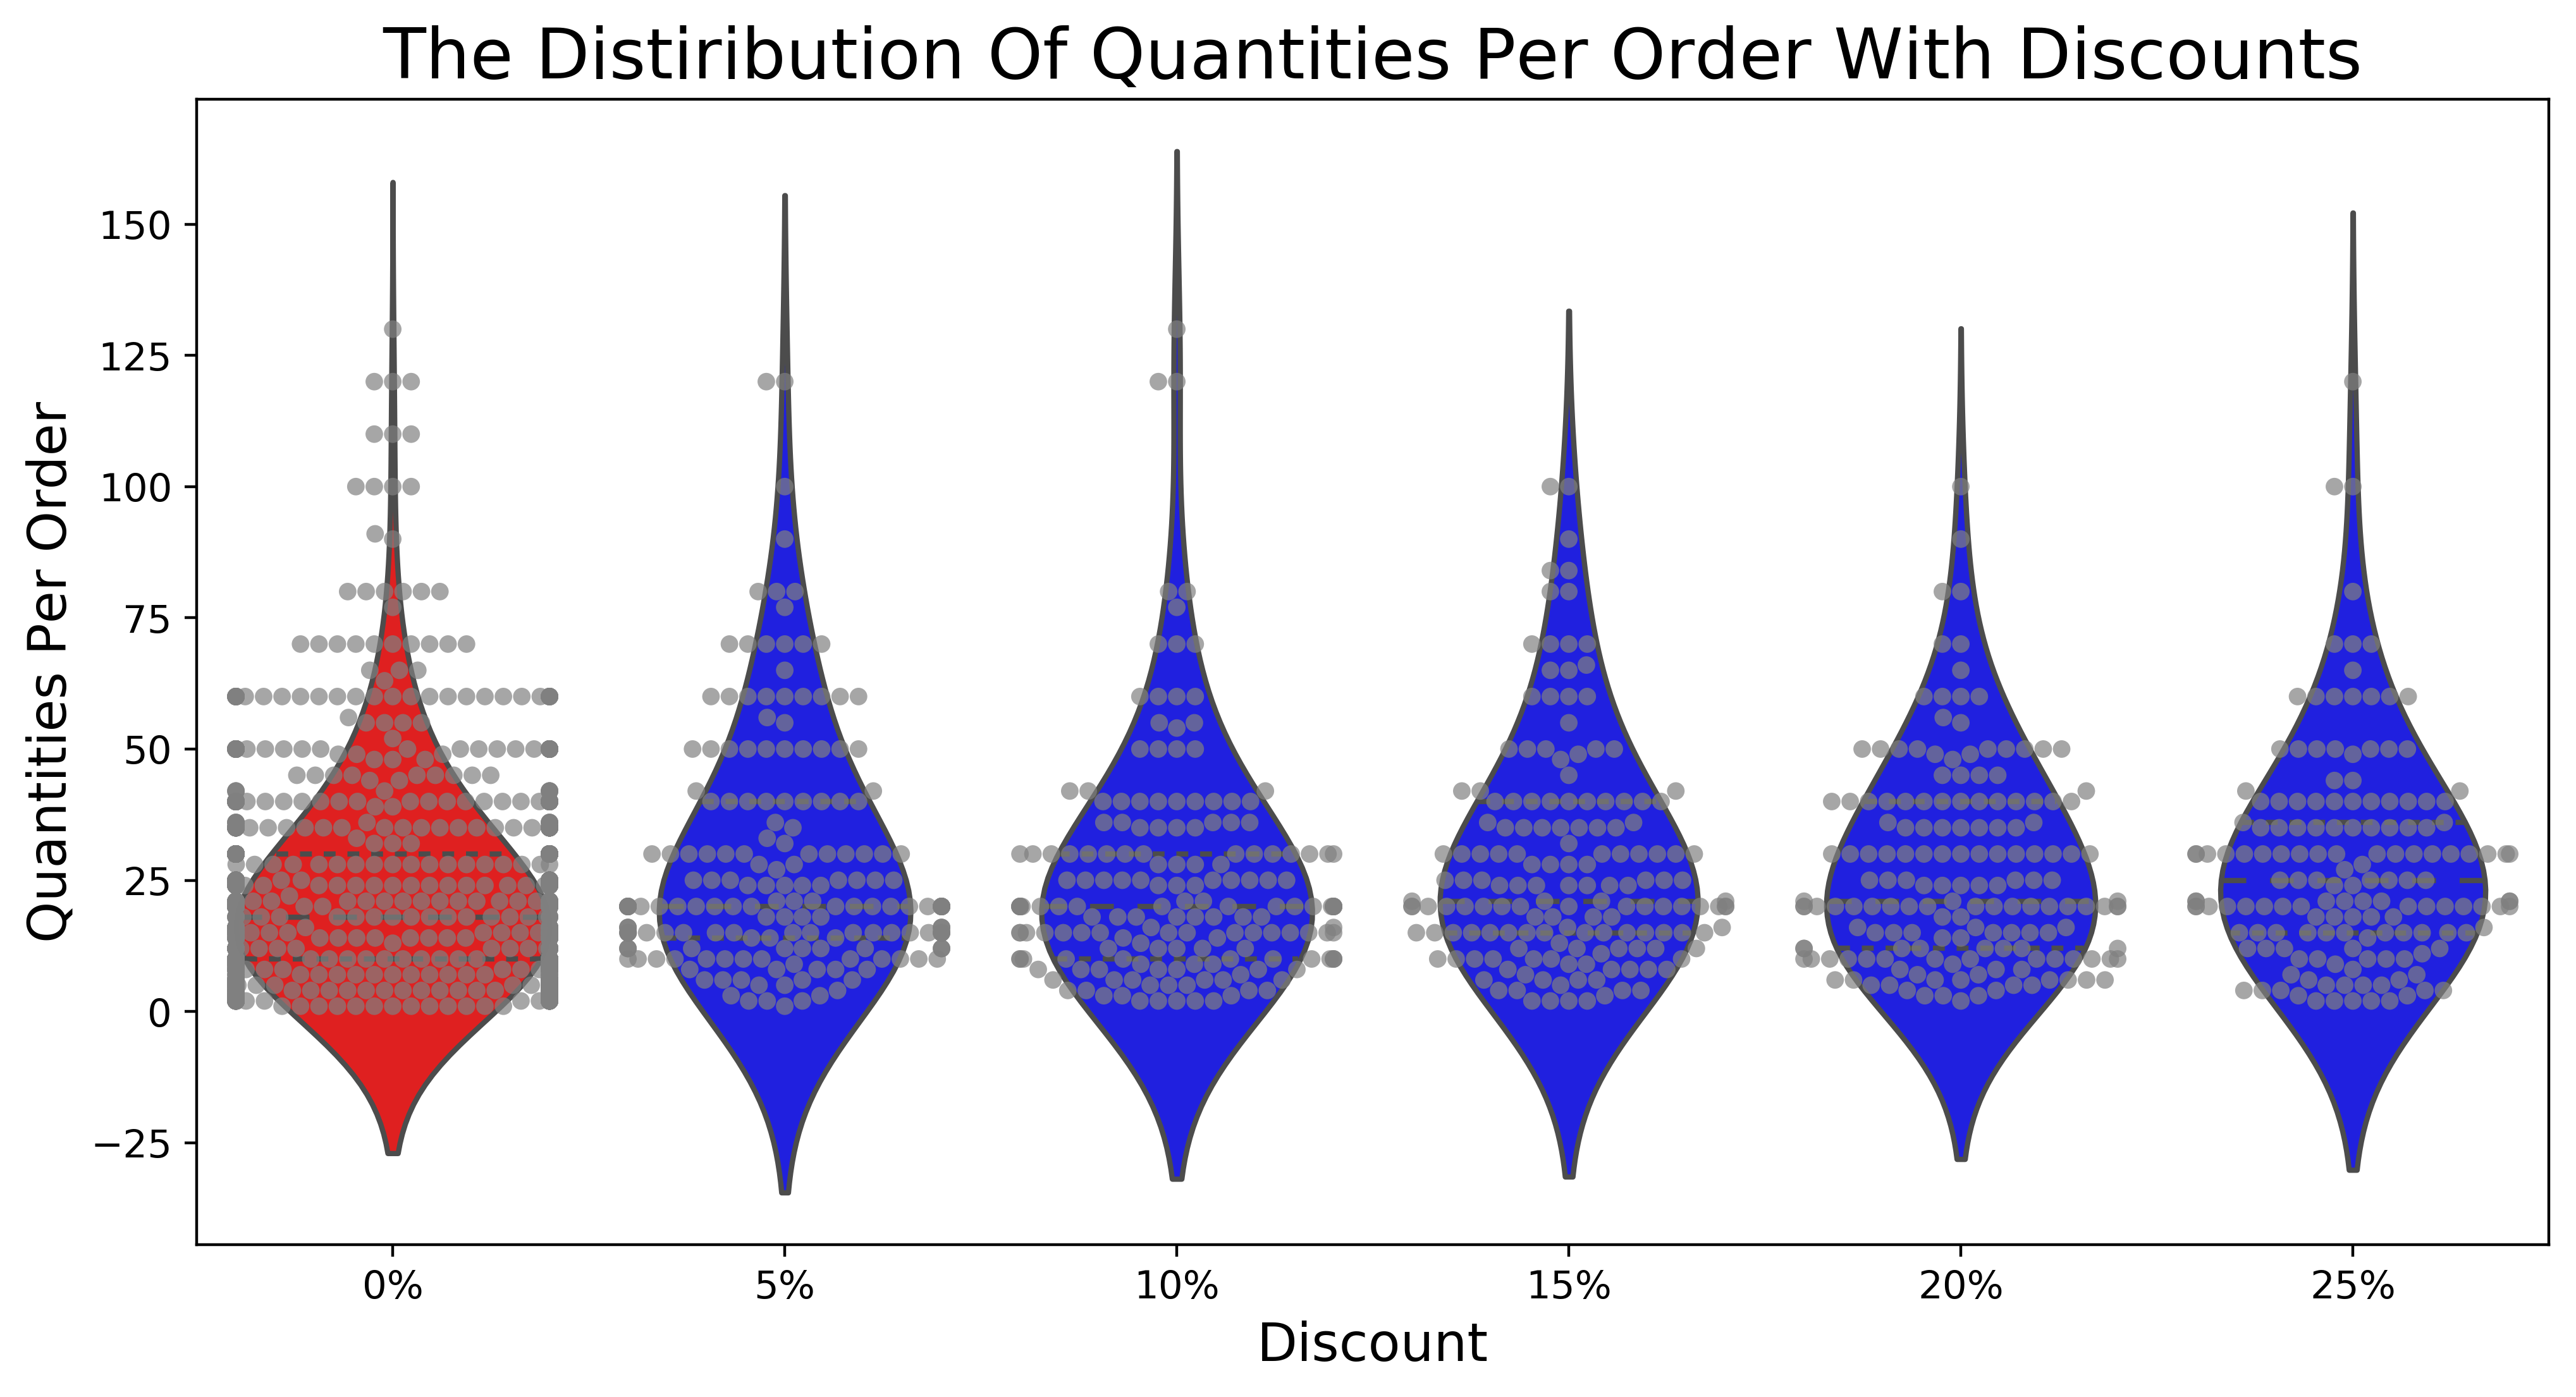 The Distiribution Of Quantities Per Order With Discounts
Quantities Per Order
150
125
100
75
50
25
0
−25
0% 5% 10% 15% 20% 25%
Discount